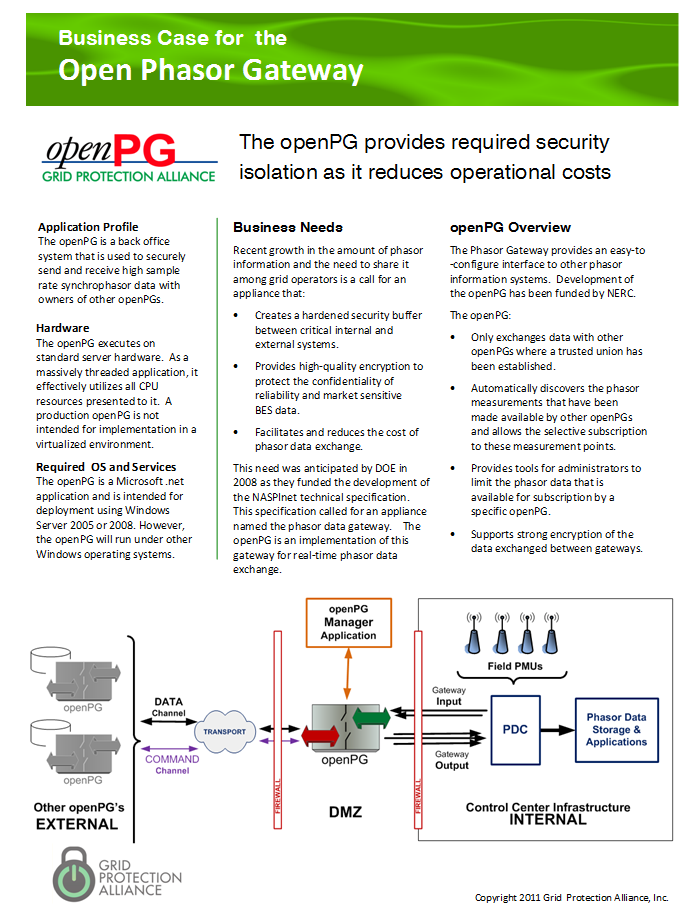 Business Case for the
Open Phasor Gateway
openPG
GRID PROTECTION ALLIANCE
The openPG provides required security
isolation as it reduces operational costs
Application Profile
The openPG is a back office
system that is used to securely
send and receive high sample
rate synchrophasor data with
owners of other openPGs.
Hardware
The openPG executes on
standard server hardware. As a
massively threaded application, it
effectively utilizes all CPU
resources presented to it. A
production openPG is not
intended for implementation in a
virtualized environment.
Required OS and Services
The openPG is a Microsoft .net
application and is intended for
deployment using Windows
Server 2005 or 2008. However,
the openPG will run under other
Windows operating systems.
Business Needs
Recent growth in the amount of phasor
information and the need to share it
among grid operators is a call for an
appliance that:
• Creates a hardened security buffer
between critical internal and
external systems.
• Provides high-quality encryption to
protect the confidentiality of
reliability and market sensitive
BES data.
• Facilitates and reduces the cost of
phasor data exchange.
This need was anticipated by DOE in
2008 as they funded the development of
the NASPInet technical specification.
This specification called for an appliance
named the phasor data gateway. The
openPG is an implementation of this
gateway for real-time phasor data
exchange.
openPG Overview
The Phasor Gateway provides an easy-to
-configure interface to other phasor
information systems. Development of
the openPG has been funded by NERC.
The openPG:
• Only exchanges data with other
openPGs where a trusted union has
been established.
• Automatically discovers the phasor
measurements that have been
made available by other openPGs
and allows the selective subscription
to these measurement points.
• Provides tools for administrators to
limit the phasor data that is
available for subscription by a
specific openPG.
• Supports strong encryption of the
data exchanged between gateways.
openPG
openPG
Other openPG's
EXTERNAL
DATA
Channel
COMMAND
Channel
TRANSPORT
FIREWALL
openPG
Manager
Application
openPG
DMZ
FIREWALL
Field PMUs
Gateway
Input
Gateway
Output
PDC
Phasor Data
Storage &
Applications
Control Center Infrastructure
INTERNAL
GRID
PROTECTION
ALLIANCE
Copyright 2011 Grid Protection Alliance, Inc.